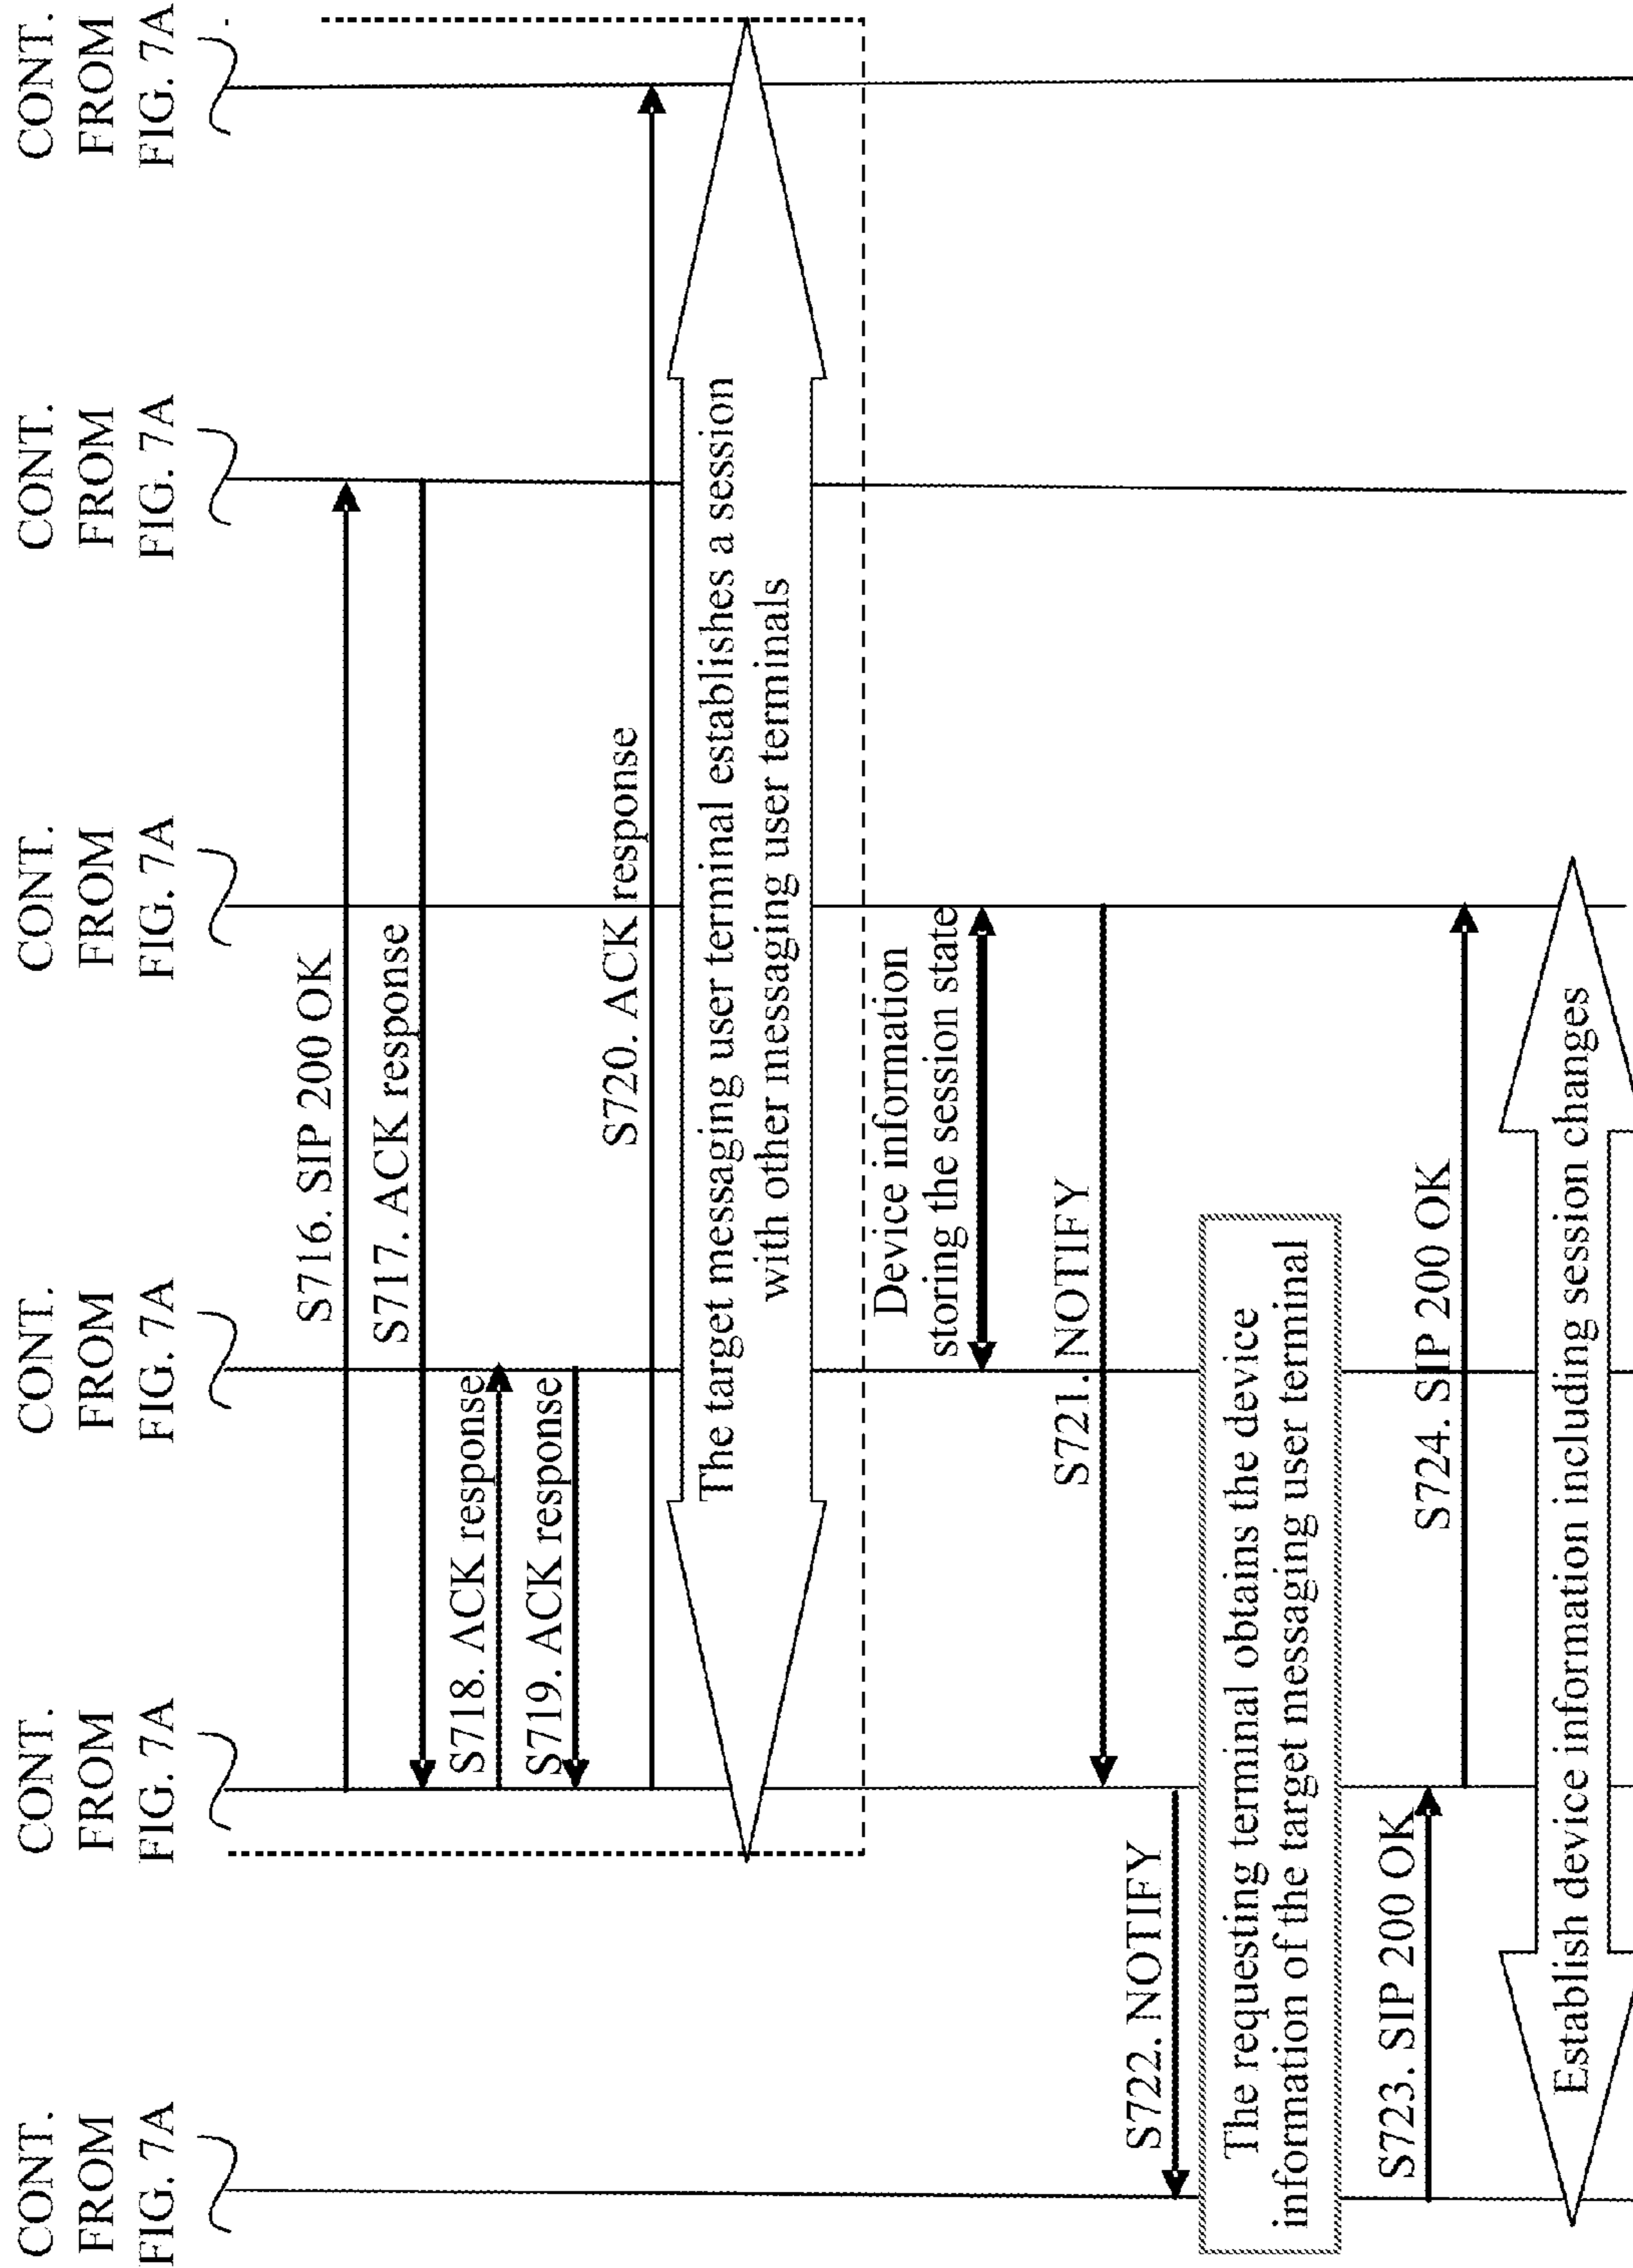 CONT.
FROM
FIG. 7A
CONT.
FROM
FIG. 7A
CONT.
FROM
FIG. 7A
CONT.
FROM
FIG. 7A
CONT.
FROM
FIG. 7A
CONT.
FROM
FIG. 7A
S716. SIP 200 OK
S717. ACK response
S718. ACK response
S719. ACK response
S720. ACK response
The target messaging user terminal establishes a session
with other messaging user terminals
Device information
storing the session state
S721. NOTIFY
S722. NOTIFY
The requesting terminal obtains the device
information of the target messaging user terminal
S723. SIP 200 OK
S724. SIP 200 OK
Establish device information including session changes